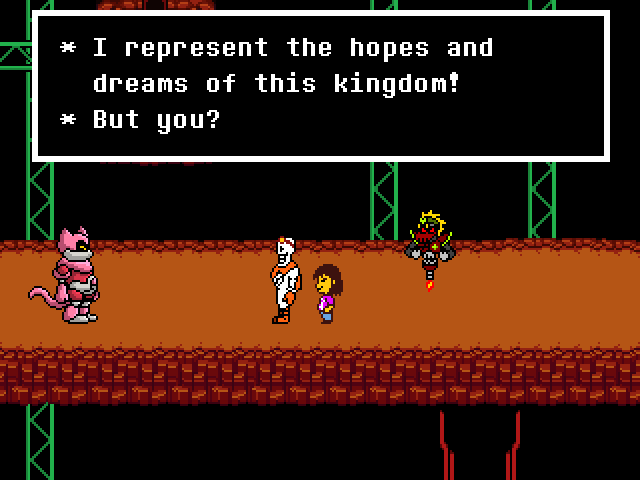 * I represent the hopes and
dreams of this kingdom!
* But you?